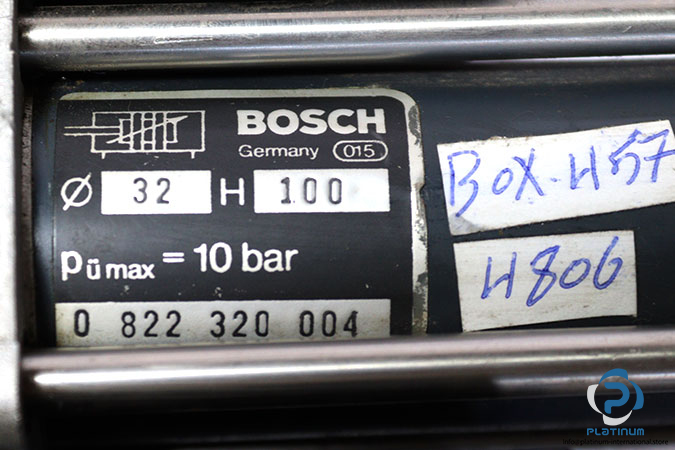 BOSCH
Germany 015
Ø 32 H 100
pü max = 10 bar
0 822 320 004
BOX-H57
H806
PLATINUM